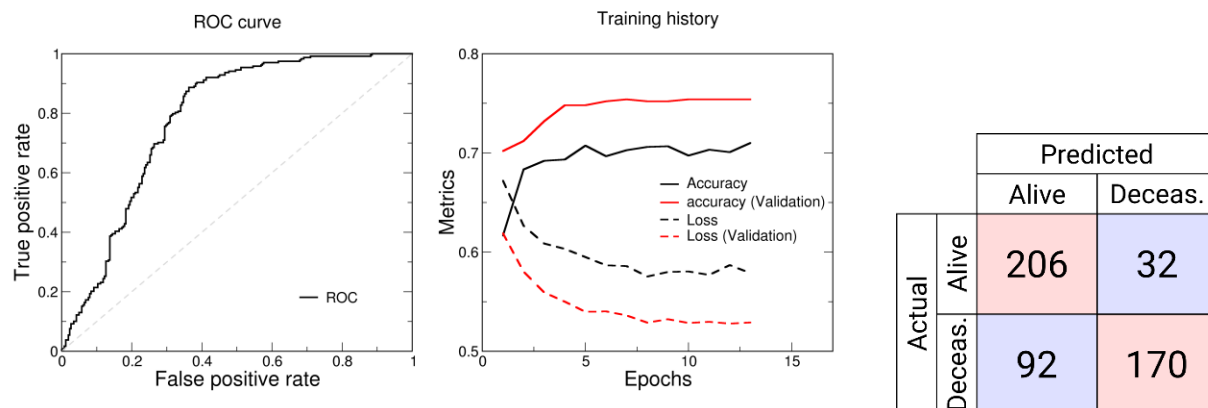 ROC curve
1
0.8
0.6
0.4
0.2
0
True positive rate
0
0.2
0.4
0.6
0.8
1
False positive rate
ROC
Training history
0.8
0.7
0.6
0.5
Metrics
Accuracy
accuracy (Validation)
Loss
Loss (Validation)
0
5
10
15
Epochs
Predicted
Alive Deceas.
Actual
Alive
206 32
Deceas.
92 170